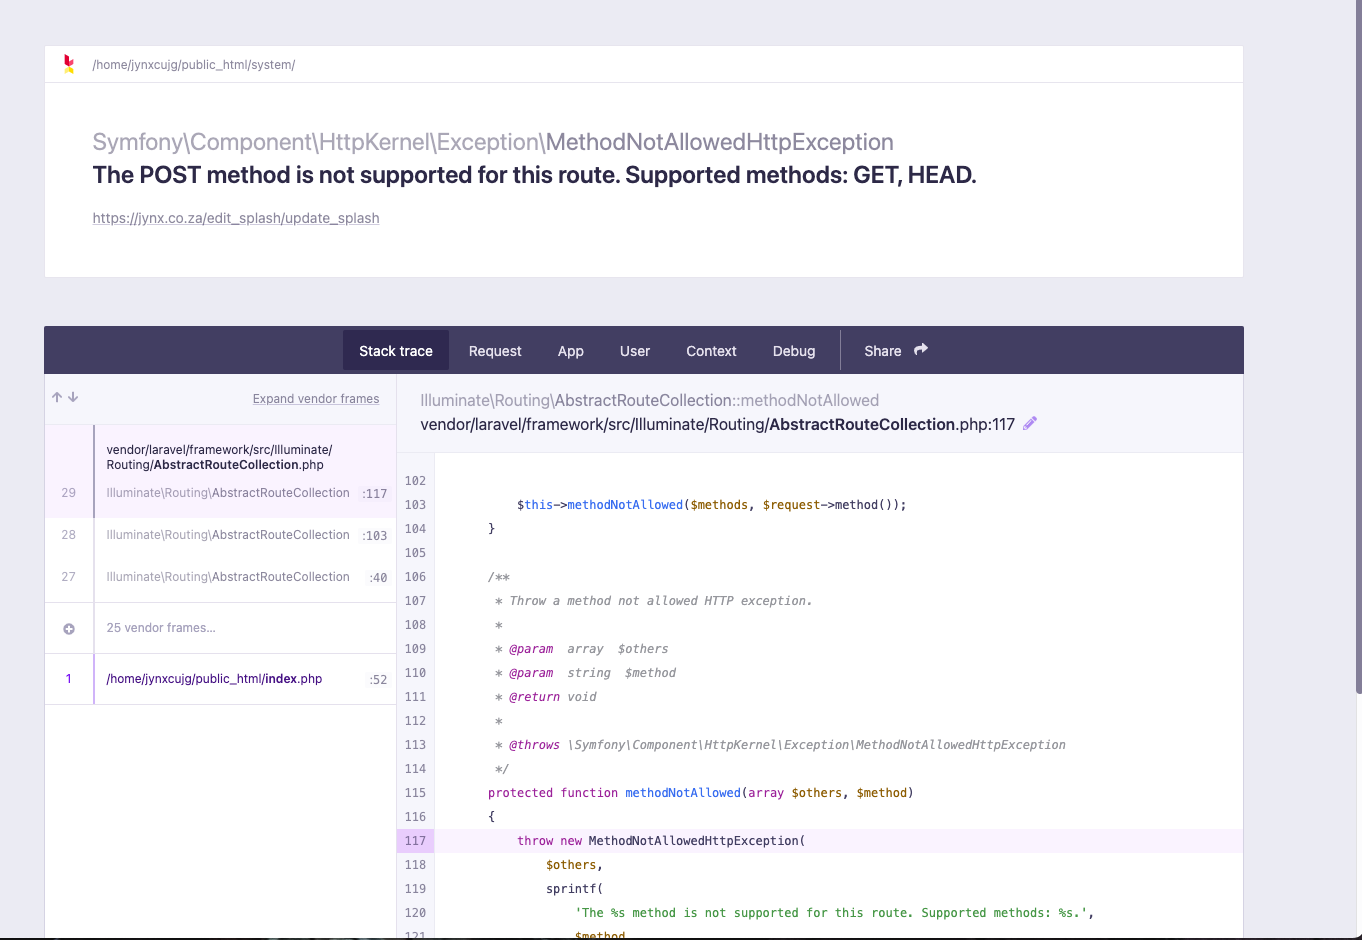 /home/jynxcujg/public_html/system/
Symfony\Component\HttpKernel\Exception\MethodNotAllowedHttpException
The POST method is not supported for this route. Supported methods: GET, HEAD.
https://jynx.co.za/edit_splash/update_splash
Stack trace Request App User Context Debug Share
Expand vendor frames
vendor/laravel/framework/src/Illuminate/
Routing/AbstractRouteCollection.php
29 Illuminate\Routing\AbstractRouteCollection :117
28 Illuminate\Routing\AbstractRouteCollection :103
27 Illuminate\Routing\AbstractRouteCollection :40
25 vendor frames...
1 /home/jynxcujg/public_html/index.php :52
Illuminate\Routing\AbstractRouteCollection::methodNotAllowed
vendor/laravel/framework/src/Illuminate/Routing/AbstractRouteCollection.php:117
102
103 $this->methodNotAllowed($methods, $request->method());
104 }
105
106 /**
107 * Throw a method not allowed HTTP exception.
108 *
109 * @param  array  $others
110 * @param  string  $method
111 * @return void
112 *
113 * @throws \Symfony\Component\HttpKernel\Exception\MethodNotAllowedHttpException
114 */
115 protected function methodNotAllowed(array $others, $method)
116 {
117 throw new MethodNotAllowedHttpException(
118 $others,
119 sprintf(
120 'The %s method is not supported for this route. Supported methods: %s.',
121 $method